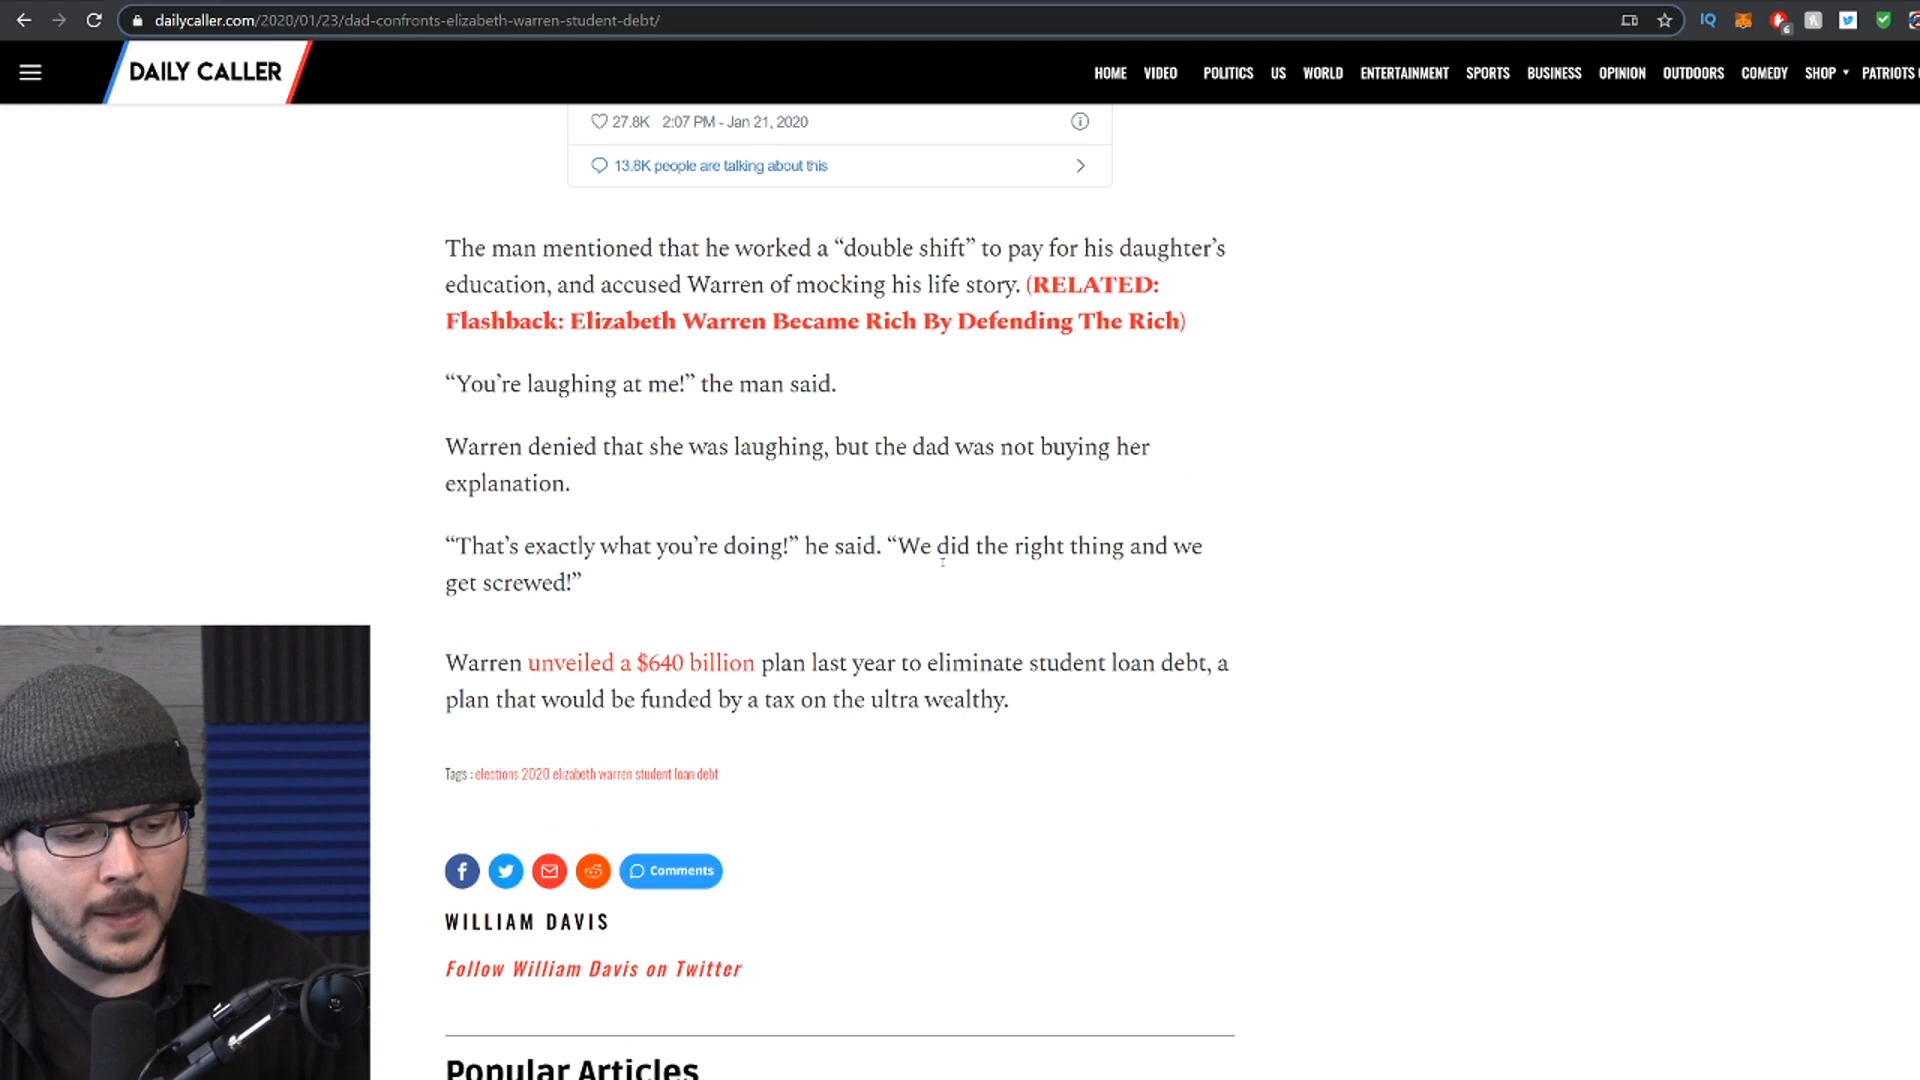 dailycaller.com/2020/01/23/dad-confronts-elizabeth-warren-student-debt/
IQ
6
DAILY CALLER
HOME VIDEO POLITICS US WORLD ENTERTAINMENT SPORTS BUSINESS OPINION OUTDOORS COMEDY SHOP PATRIOTS
27.8K 2:07 PM - Jan 21, 2020
13.8K people are talking about this
The man mentioned that he worked a “double shift” to pay for his daughter’s
education, and accused Warren of mocking his life story. (RELATED:
Flashback: Elizabeth Warren Became Rich By Defending The Rich)
“You’re laughing at me!” the man said.
Warren denied that she was laughing, but the dad was not buying her
explanation.
“That’s exactly what you’re doing!” he said. “We did the right thing and we
get screwed!”
Warren unveiled a $640 billion plan last year to eliminate student loan debt, a
plan that would be funded by a tax on the ultra wealthy.
Tags : elections 2020 elizabeth warren student loan debt
Comments
WILLIAM DAVIS
Follow William Davis on Twitter
Popular Articles